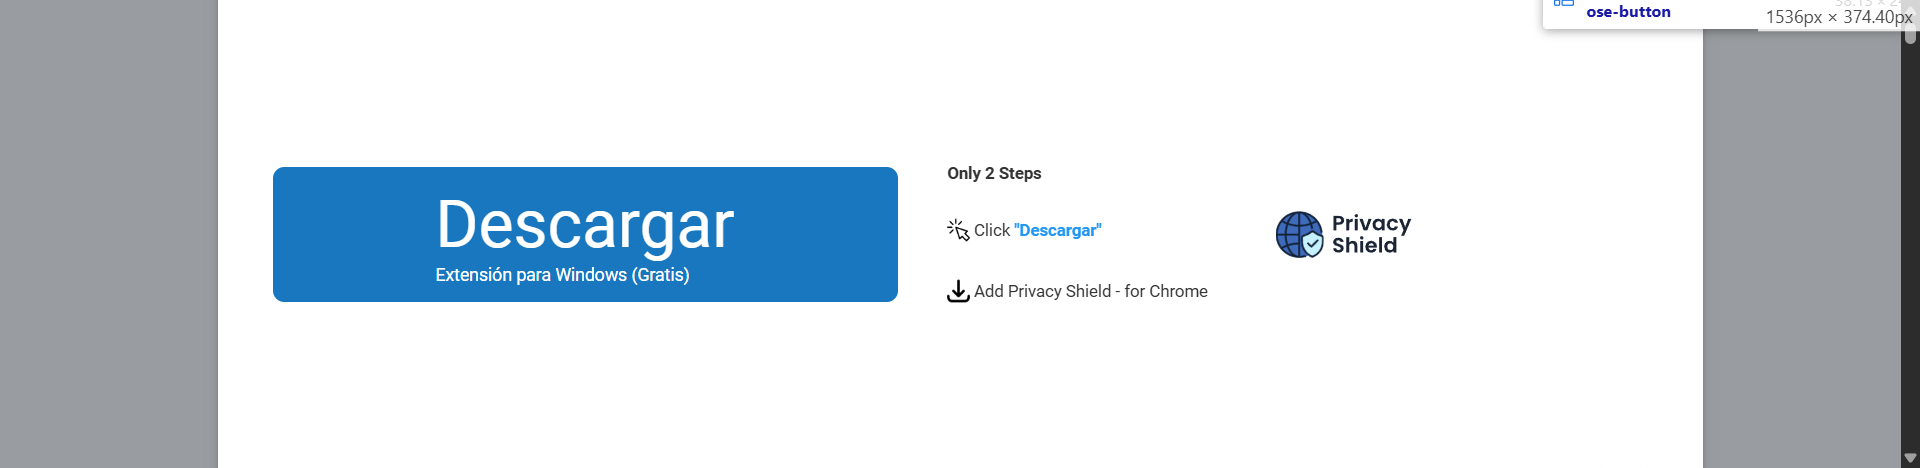 ose-button
1536px × 374.40px
Descargar
Extensión para Windows (Gratis)
Only 2 Steps
Click "Descargar"
Add Privacy Shield - for Chrome
Privacy
Shield